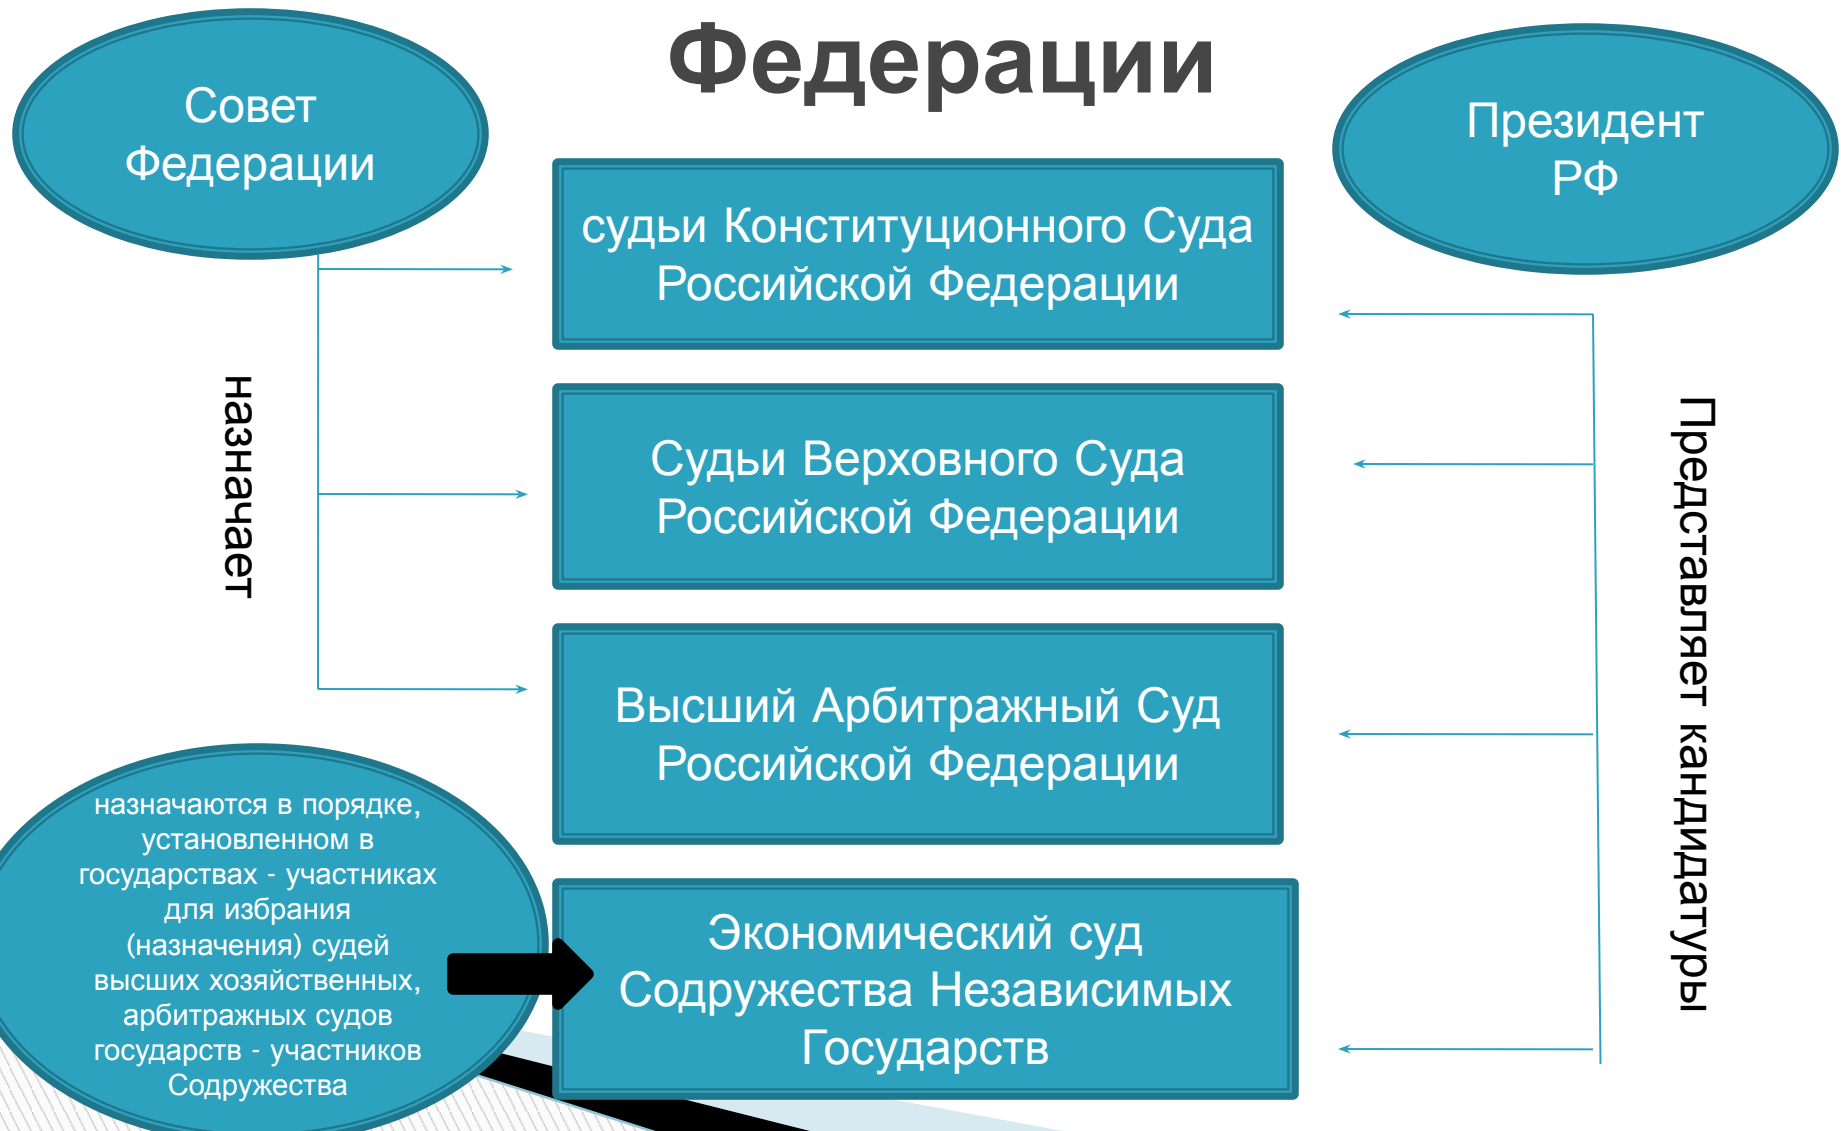 Федерации
Совет
Федерации
Президент
РФ
судьи Конституционного Суда
Российской Федерации
назначает
Судьи Верховного Суда
Российской Федерации
Представляет кандидатуры
Высший Арбитражный Суд
Российской Федерации
назначаются в порядке,
установленном в
государствах - участниках
для избрания
(назначения) судей
высших хозяйственных,
арбитражных судов
государств - участников
Содружества
Экономический суд
Содружества Независимых
Государств